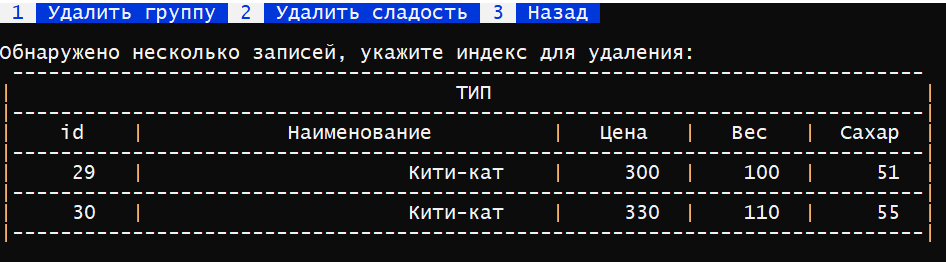 1 Удалить группу 2 Удалить сладость 3 Назад
Обнаружено несколько записей, укажите индекс для удаления:
ТИП
id | Наименование | Цена | Вес | Сахар
29 | Кити-кат | 300 | 100 | 51
30 | Кити-кат | 330 | 110 | 55